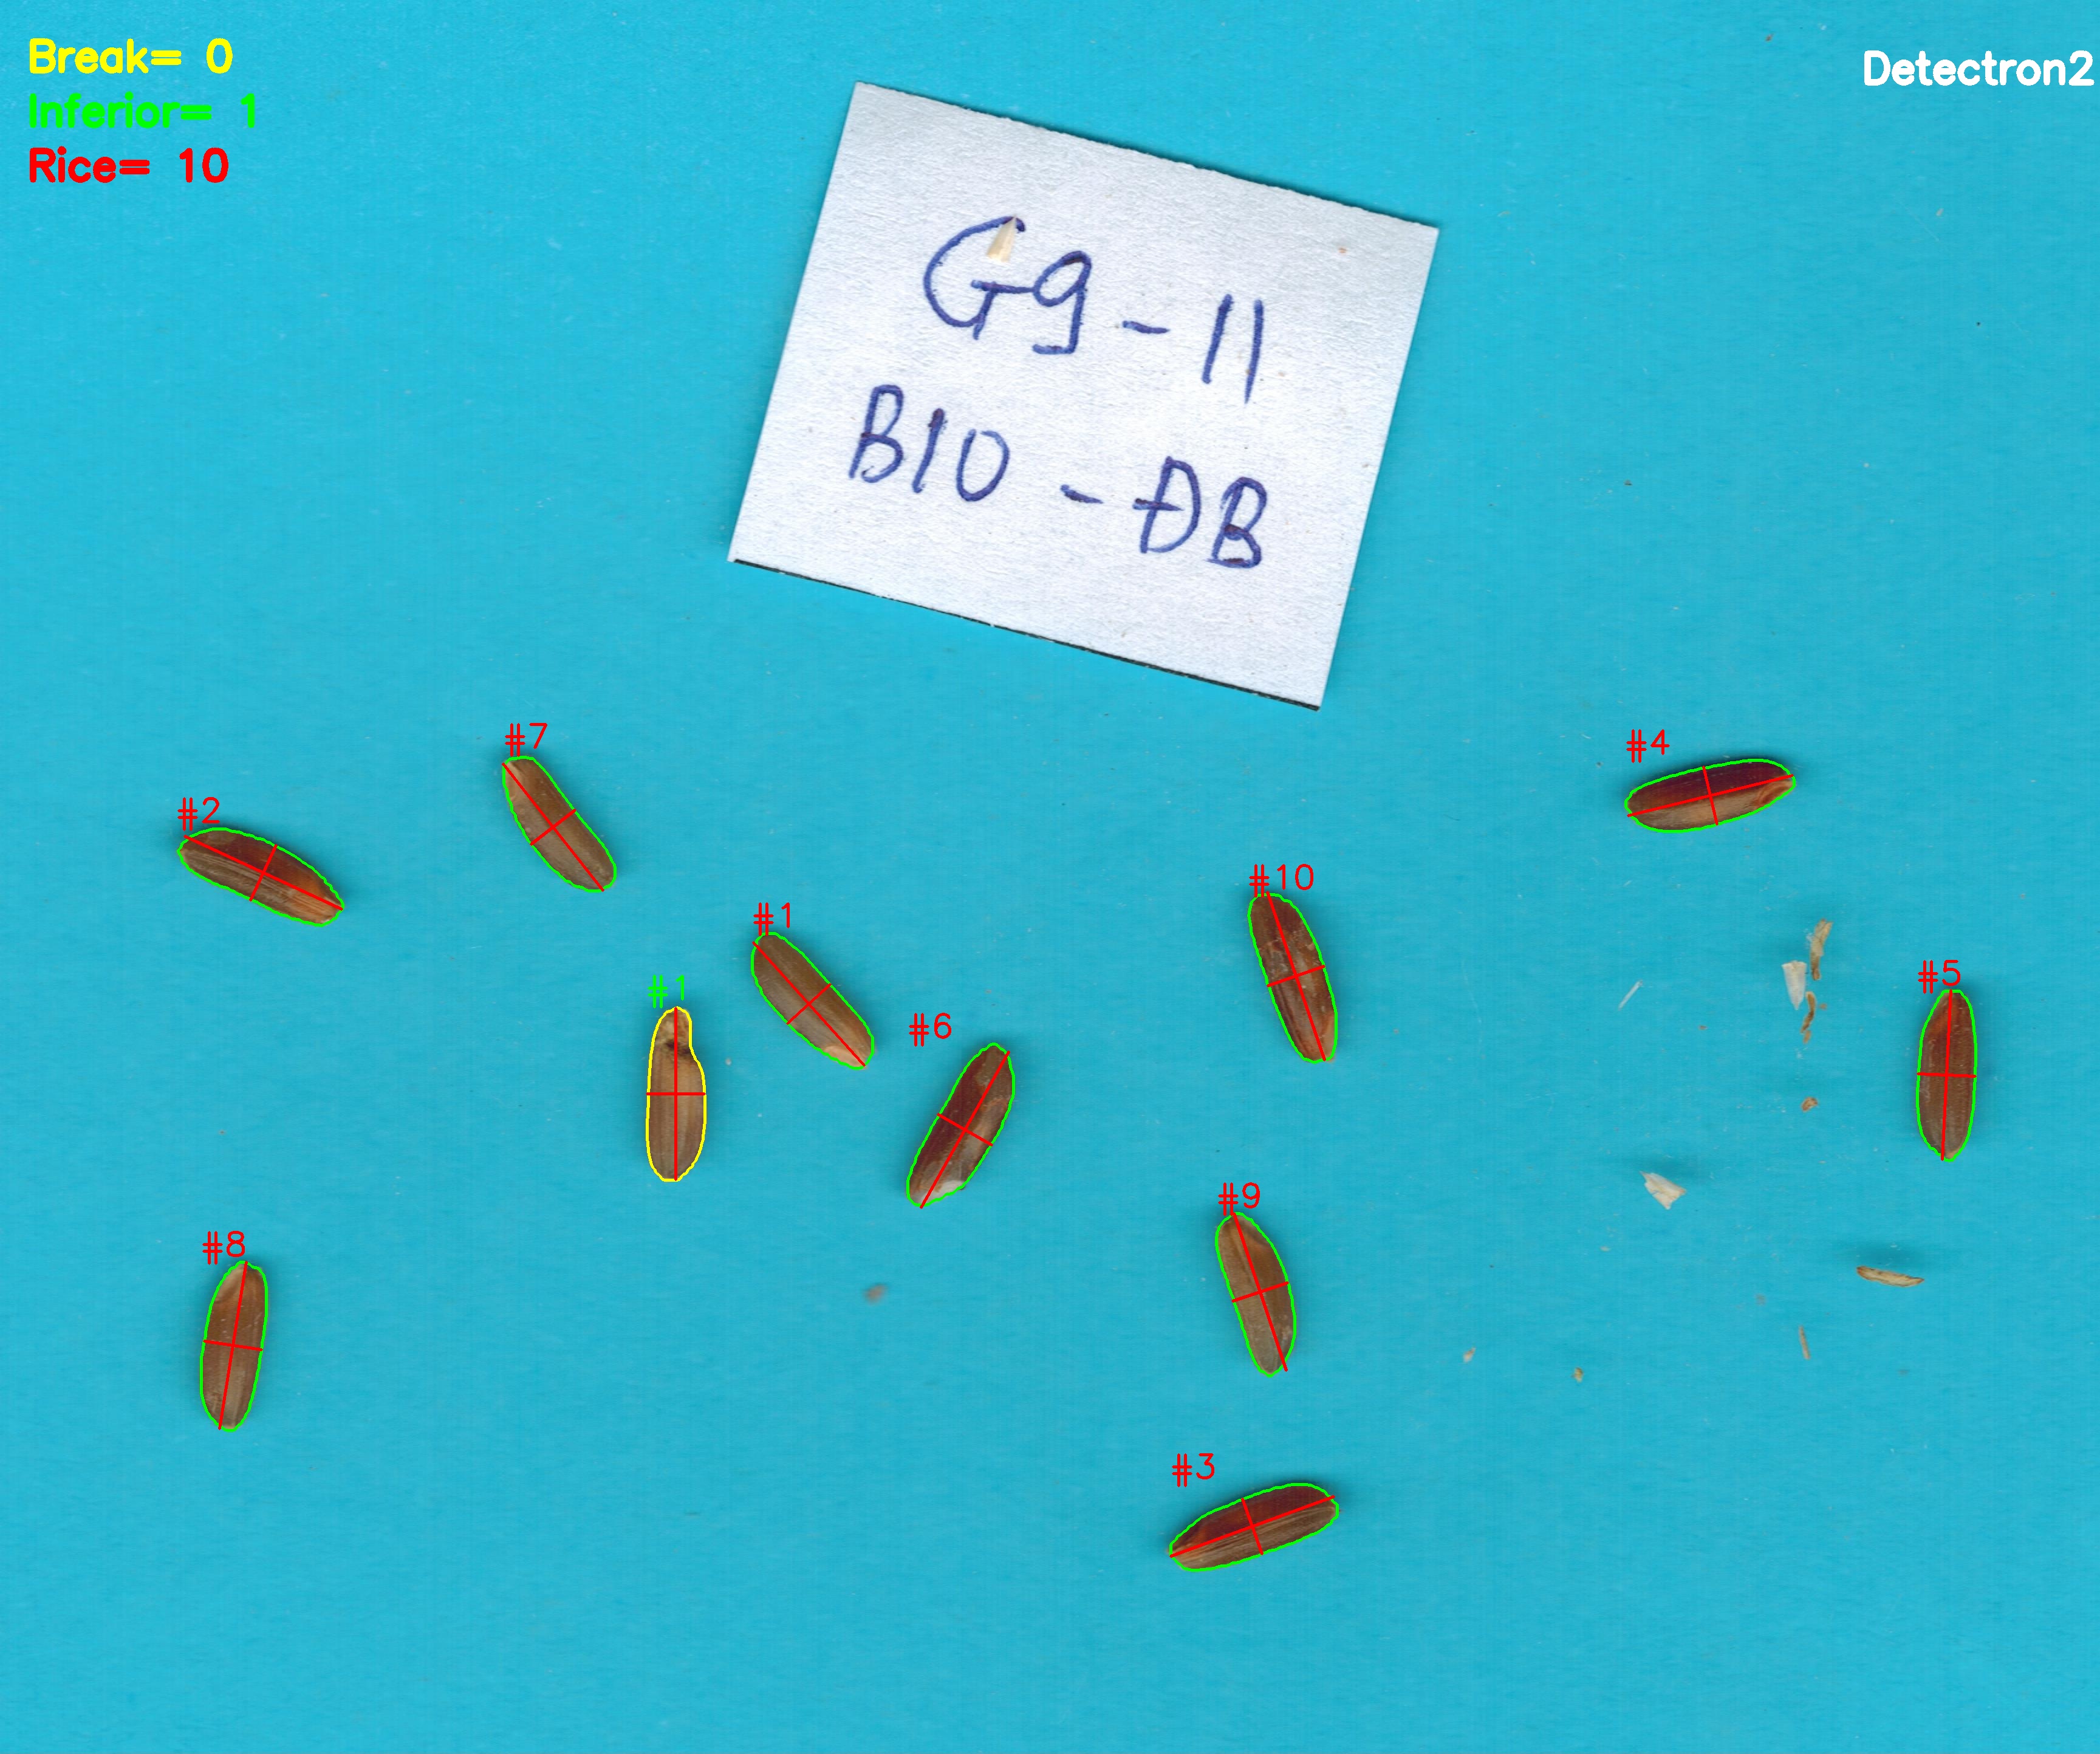 Break= 0
Inferior= 1
Rice= 10
Detectron2
G9-11
B10-ĐB
#7
#4
#2
#10
#1
#5
#1
#6
#9
#8
#3